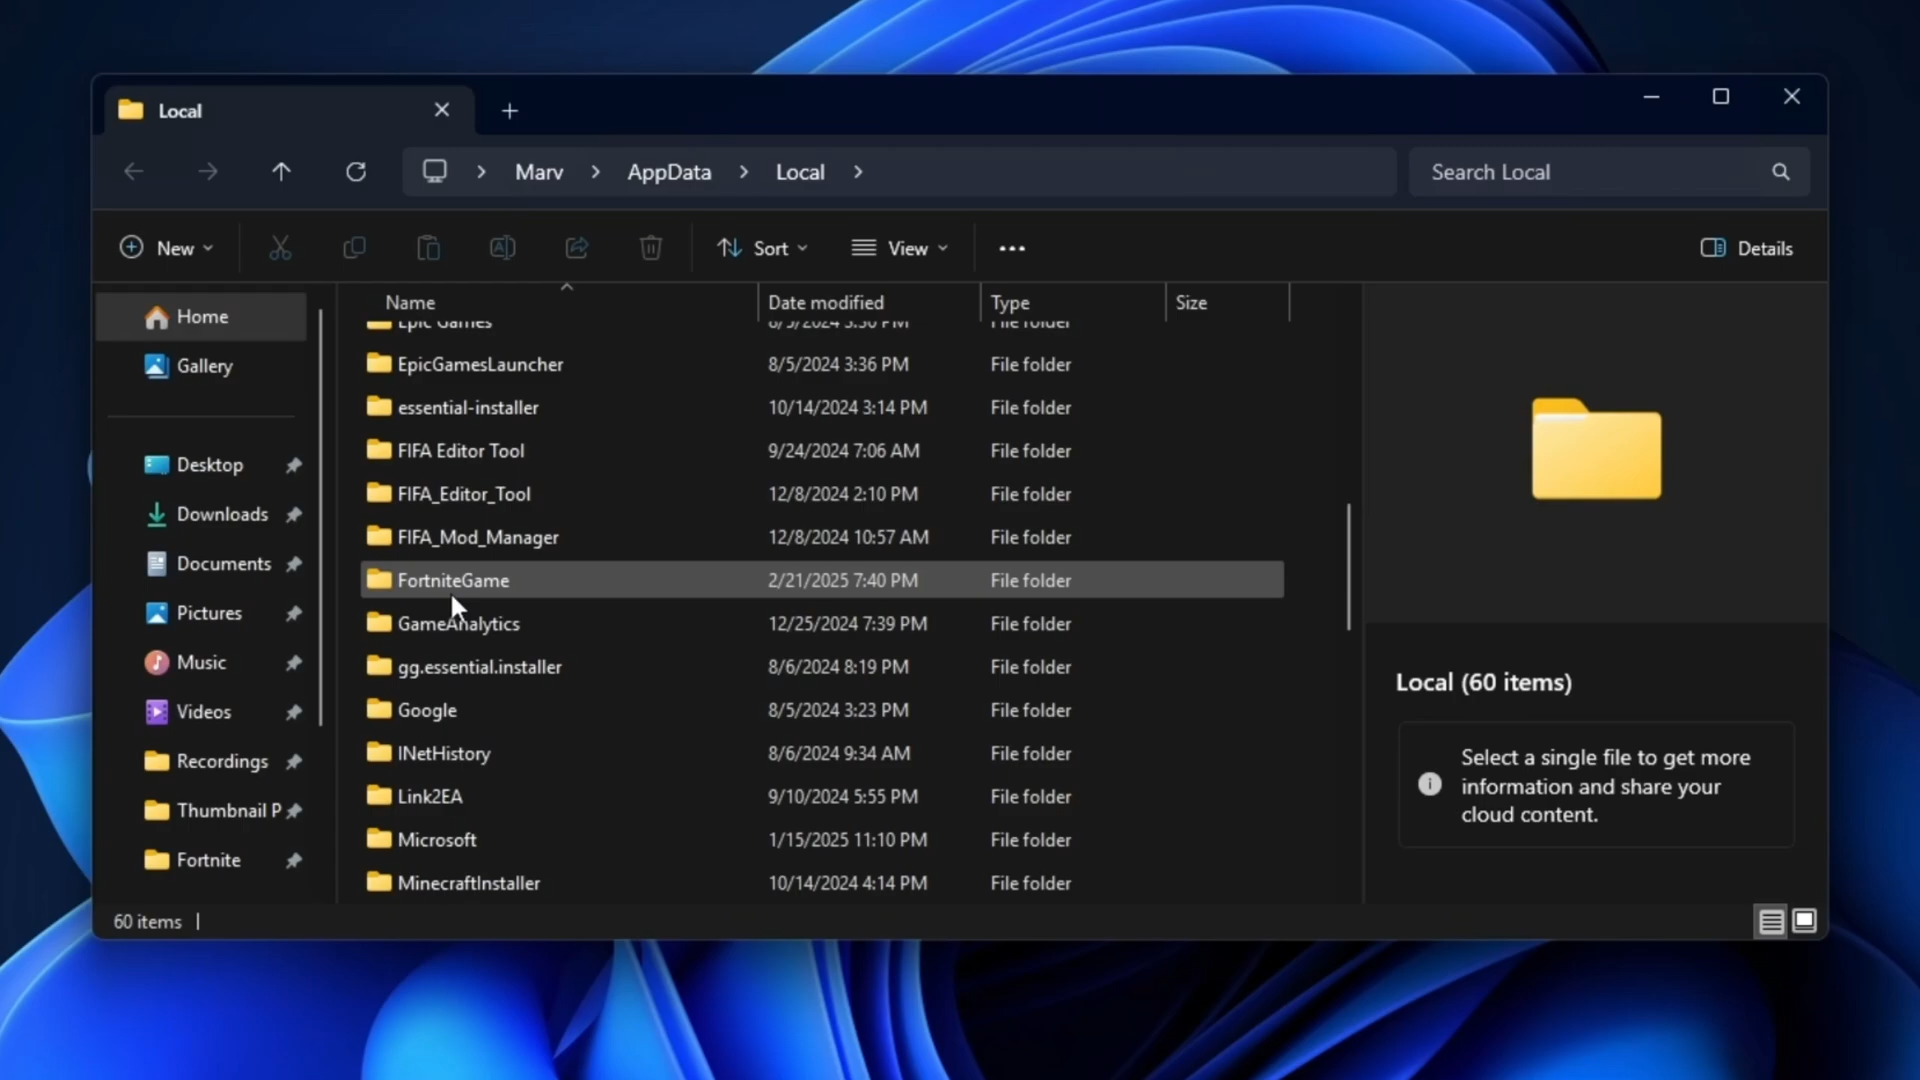 Local
Marv
AppData
Local
Search Local
New
Sort
View
Details
Name
Date modified
Type
Size
Home
Gallery
Desktop
Downloads
Documents
Pictures
Music
Videos
Recordings
Thumbnail P
Fortnite
Epic Games 8/5/2024 3:36 PM File folder
EpicGamesLauncher 8/5/2024 3:36 PM File folder
essential-installer 10/14/2024 3:14 PM File folder
FIFA Editor Tool 9/24/2024 7:06 AM File folder
FIFA_Editor_Tool 12/8/2024 2:10 PM File folder
FIFA_Mod_Manager 12/8/2024 10:57 AM File folder
FortniteGame 2/21/2025 7:40 PM File folder
GameAnalytics 12/25/2024 7:39 PM File folder
gg.essential.installer 8/6/2024 8:19 PM File folder
Google 8/5/2024 3:23 PM File folder
INetHistory 8/6/2024 9:34 AM File folder
Link2EA 9/10/2024 5:55 PM File folder
Microsoft 1/15/2025 11:10 PM File folder
MinecraftInstaller 10/14/2024 4:14 PM File folder
Local (60 items)
Select a single file to get more
information and share your
cloud content.
60 items